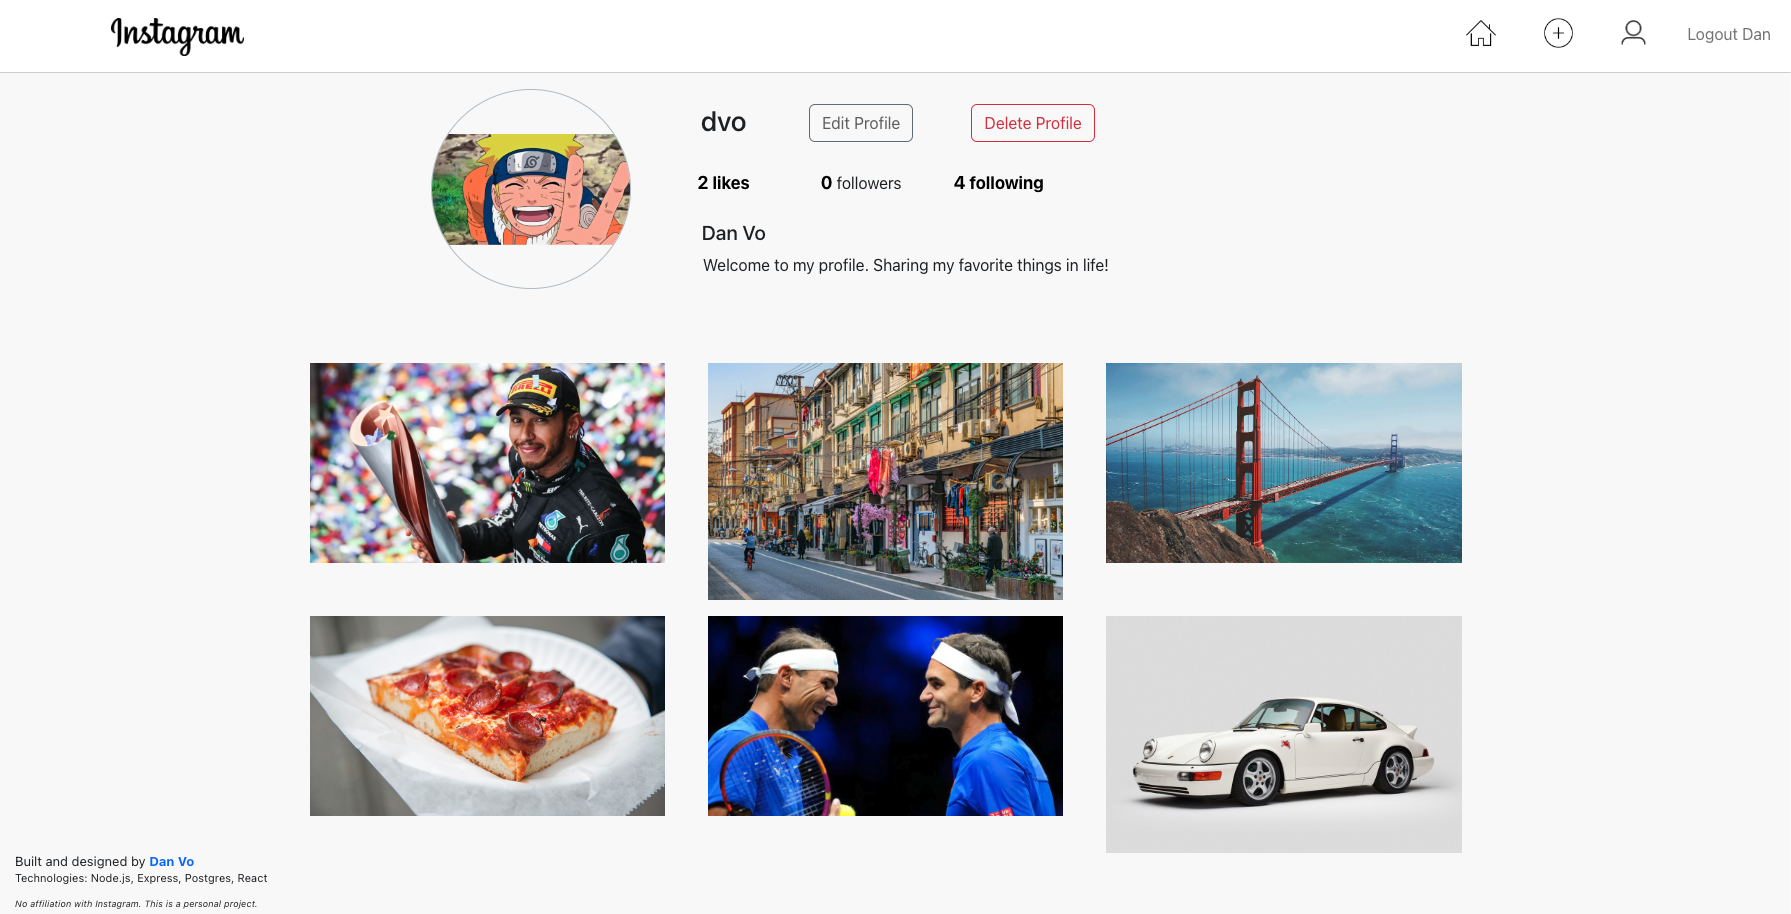 Instagram
Logout Dan
dvo
Edit Profile
Delete Profile
2 likes
0 followers
4 following
Dan Vo
Welcome to my profile. Sharing my favorite things in life!
PIRELLI
PETRONAS
Built and designed by Dan Vo
Technologies: Node.js, Express, Postgres, React
No affiliation with Instagram. This is a personal project.